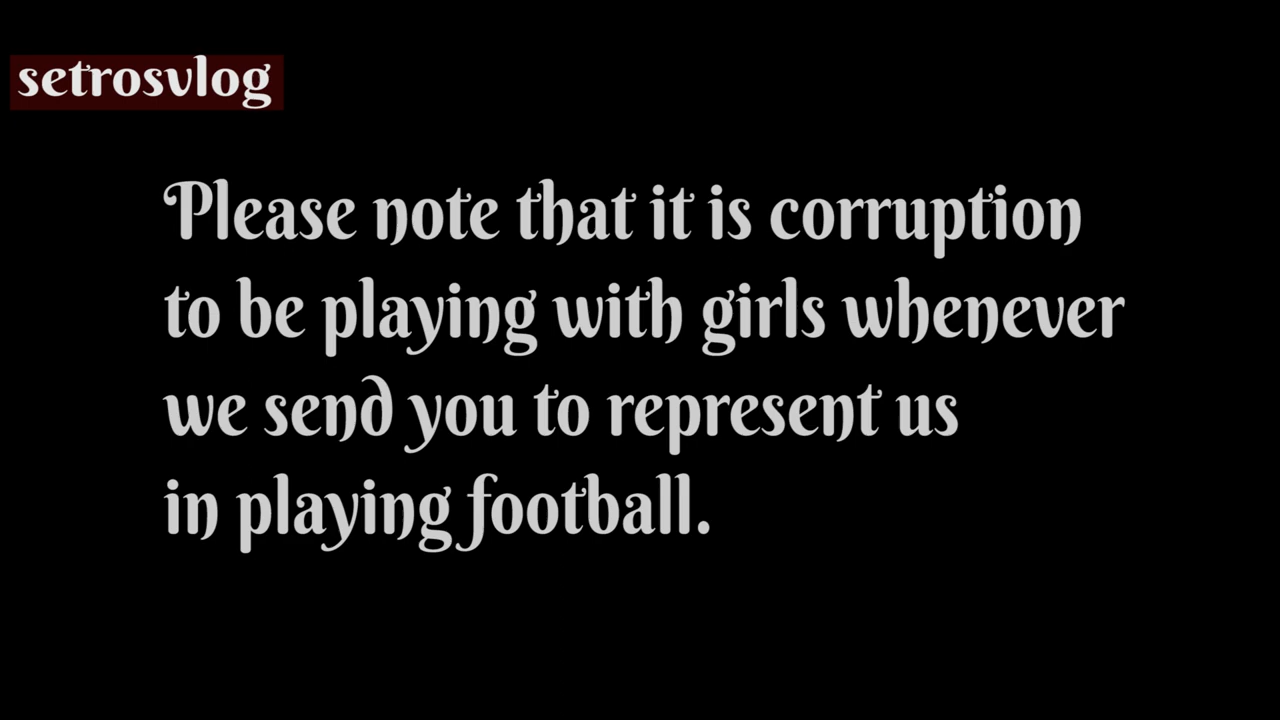 setrosvlog
Please note that it is corruption
to be playing with girls whenever
we send you to represent us
in playing football.